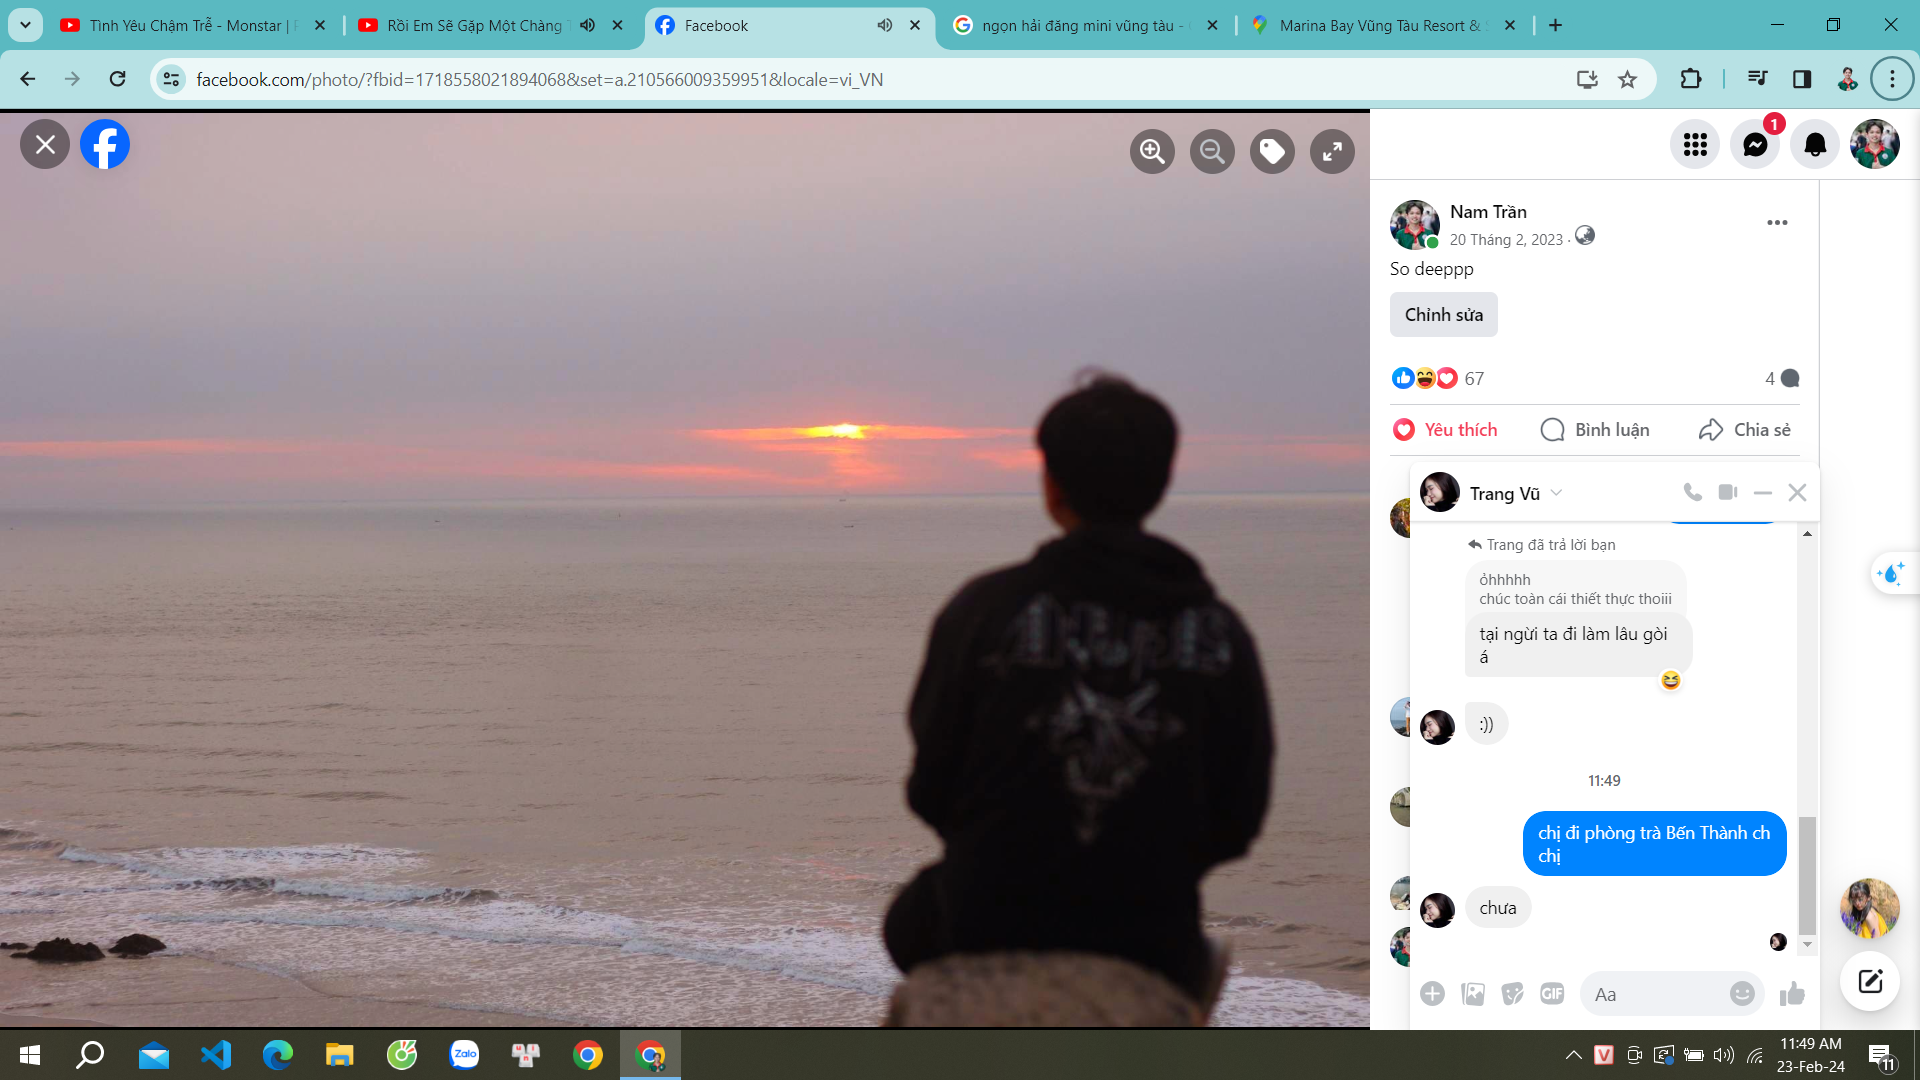 Tình Yêu Chậm Trễ - Monstar |
Rồi Em Sẽ Gặp Một Chàng
Facebook
ngọn hải đăng mini vũng tàu -
Marina Bay Vũng Tàu Resort &
facebook.com/photo/?fbid=1718558021894068&set=a.210566009359951&locale=vi_VN
1
Nam Trần
20 Tháng 2, 2023 ·
So deeppp
Chỉnh sửa
67
4
Yêu thích
Bình luận
Chia sẻ
Trang Vũ
Trang đã trả lời bạn
ỏhhhhh
chúc toàn cái thiết thực thoiii
tại ngừi ta đi làm lâu gòi
á
:))
11:49
chị đi phòng trà Bến Thành ch
chị
chưa
GIF
Aa
Zalo
V
11:49 AM
23-Feb-24
11